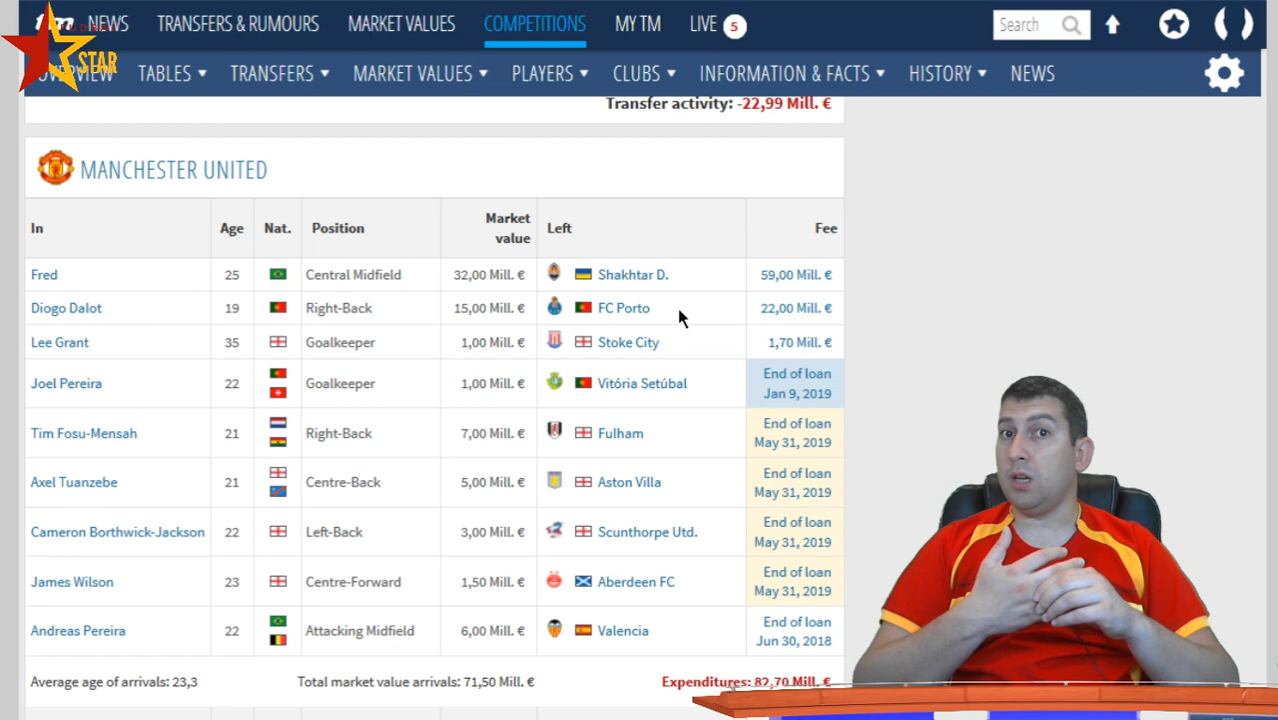 tm NEWS TRANSFERS & RUMOURS MARKET VALUES COMPETITIONS MY TM LIVE 5 Search
STAR
OVERVIEW TABLES TRANSFERS MARKET VALUES PLAYERS CLUBS INFORMATION & FACTS HISTORY NEWS
Transfer activity: -22,99 Mill. €
MANCHESTER UNITED
In Age Nat. Position Market value Left Fee
Fred 25 Central Midfield 32,00 Mill. € Shakhtar D. 59,00 Mill. €
Diogo Dalot 19 Right-Back 15,00 Mill. € FC Porto 22,00 Mill. €
Lee Grant 35 Goalkeeper 1,00 Mill. € Stoke City 1,70 Mill. €
Joel Pereira 22 Goalkeeper 1,00 Mill. € Vitória Setúbal End of loan Jan 9, 2019
Tim Fosu-Mensah 21 Right-Back 7,00 Mill. € Fulham End of loan May 31, 2019
Axel Tuanzebe 21 Centre-Back 5,00 Mill. € Aston Villa End of loan May 31, 2019
Cameron Borthwick-Jackson 22 Left-Back 3,00 Mill. € Scunthorpe Utd. End of loan May 31, 2019
James Wilson 23 Centre-Forward 1,50 Mill. € Aberdeen FC End of loan May 31, 2019
Andreas Pereira 22 Attacking Midfield 6,00 Mill. € Valencia End of loan Jun 30, 2018
Average age of arrivals: 23,3 Total market value arrivals: 71,50 Mill. € Expenditures: 82,70 Mill. €